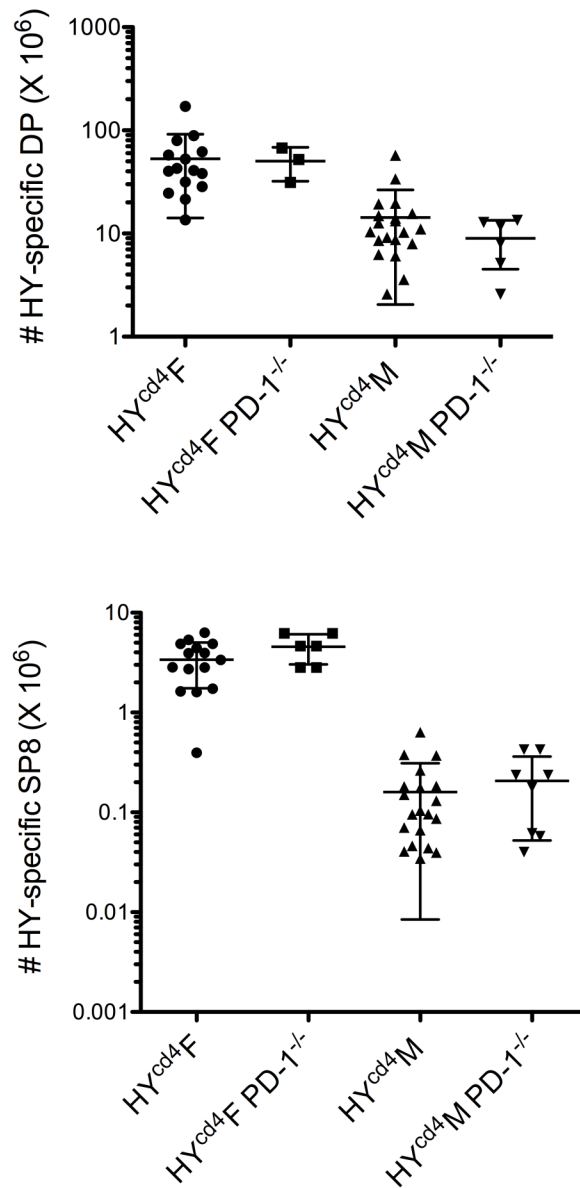 # HY-specific DP (X 10⁶)
1000
100
10
1
HYᶜᵈ⁴F
HYᶜᵈ⁴F PD-1⁻/⁻
HYᶜᵈ⁴M
HYᶜᵈ⁴M PD-1⁻/⁻
# HY-specific SP8 (X 10⁶)
10
1
0.1
0.01
0.001
HYᶜᵈ⁴F
HYᶜᵈ⁴F PD-1⁻/⁻
HYᶜᵈ⁴M
HYᶜᵈ⁴M PD-1⁻/⁻